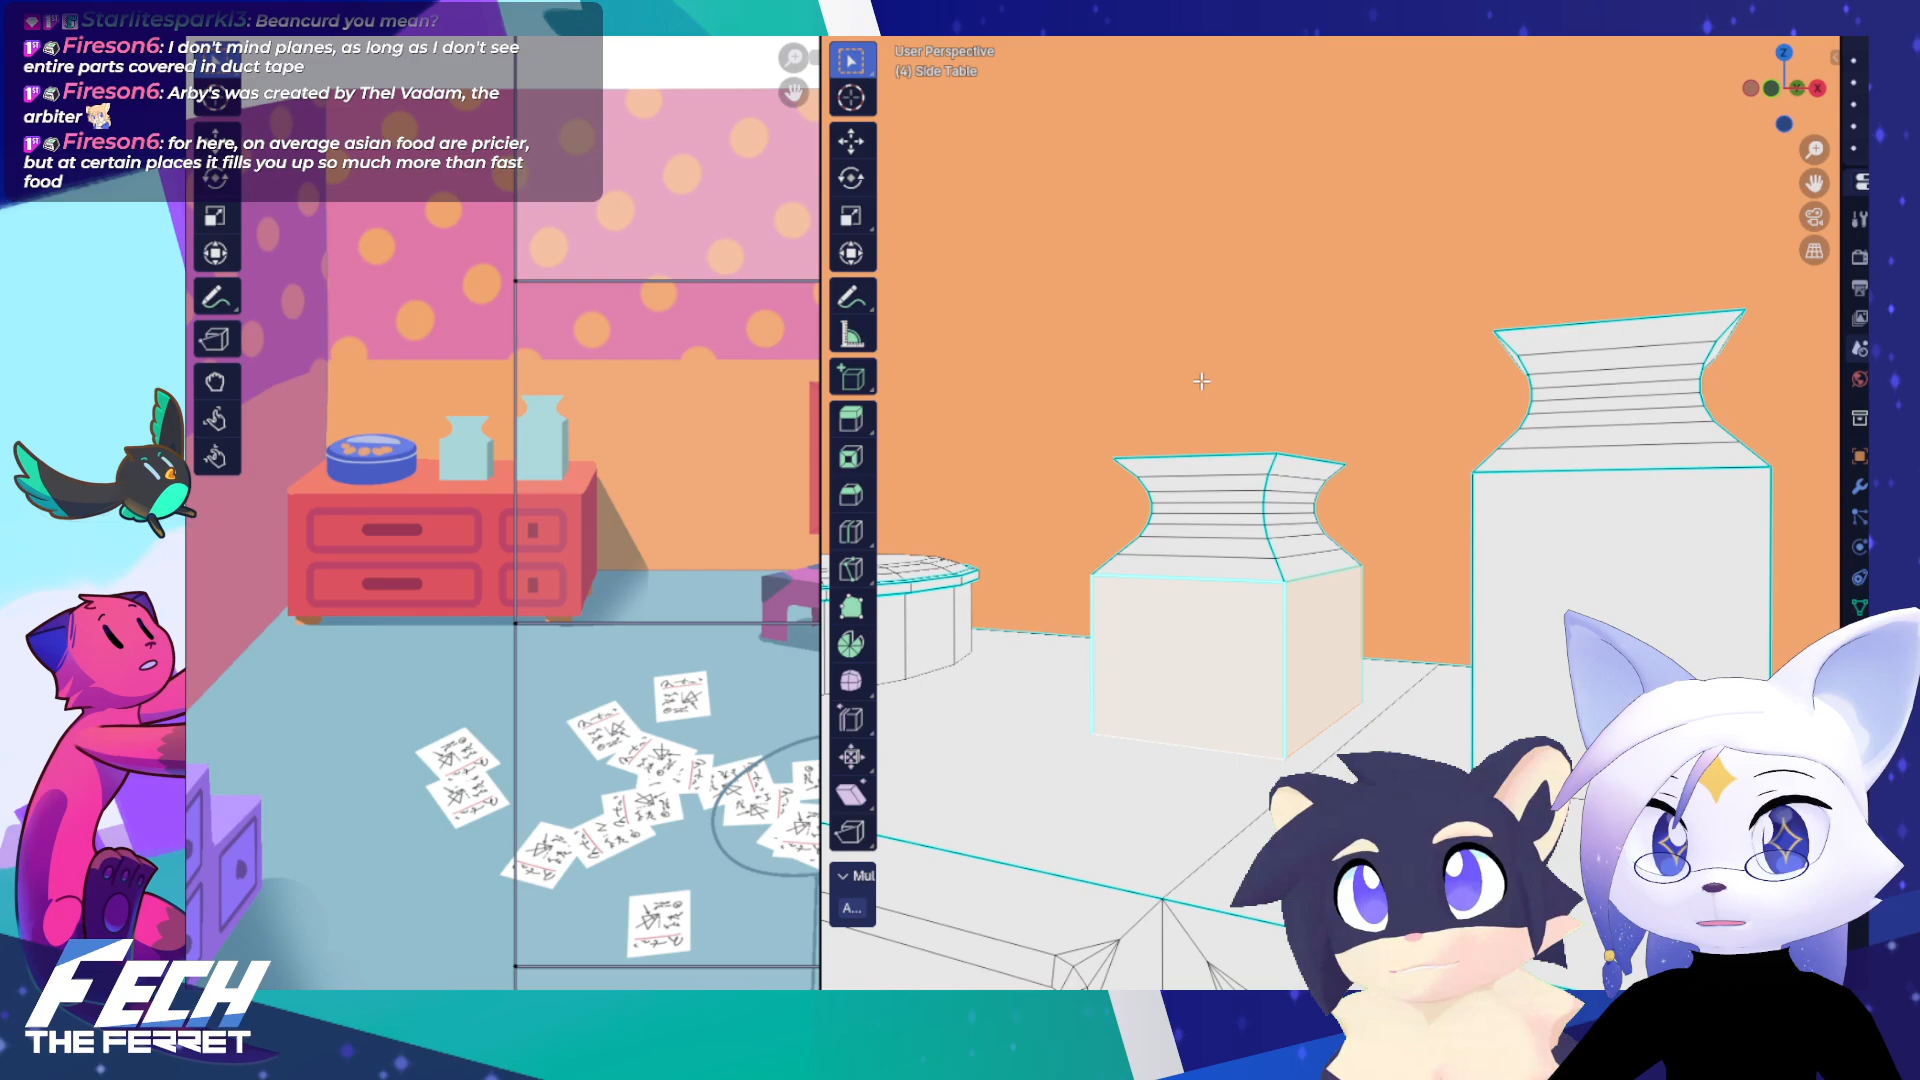 Starlitesparkl3: Beancurd you mean?
Fireson6: I don't mind planes, as long as I don't see
entire parts covered in duct tape
Fireson6: Arby's was created by Thel Vadam, the
arbiter
Fireson6: for here, on average asian food are pricier,
but at certain places it fills you up so much more than fast
food
User Perspective
(4) Side Table
Z
X
Mul
A...
FECH
THE FERRET